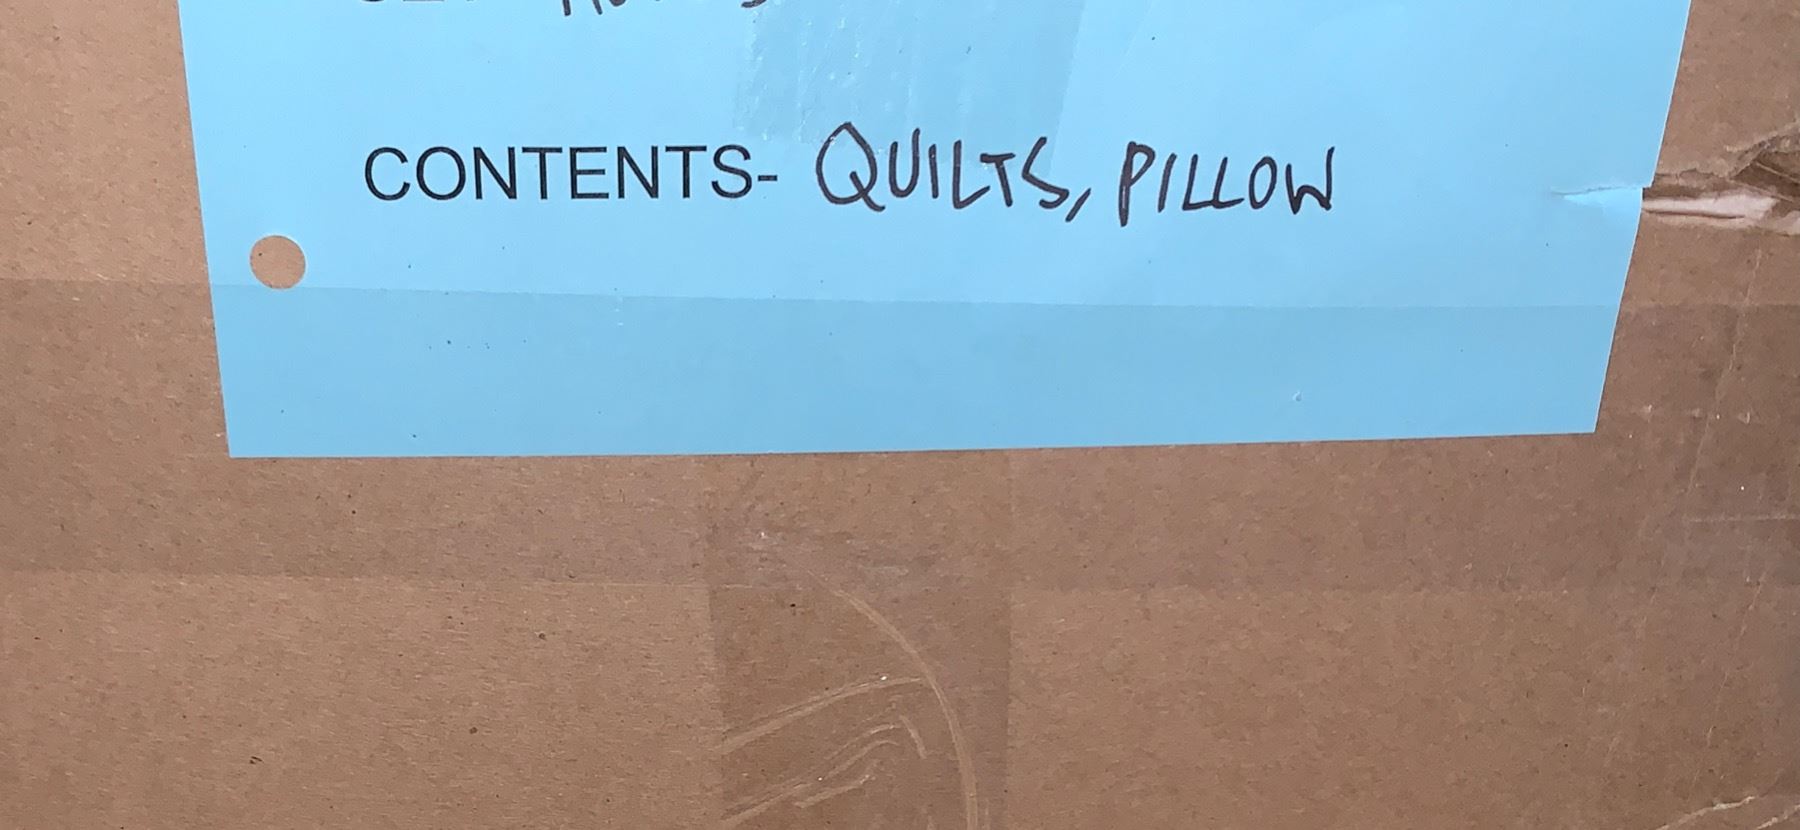 CONTENTS- QUILTS, PILLOW